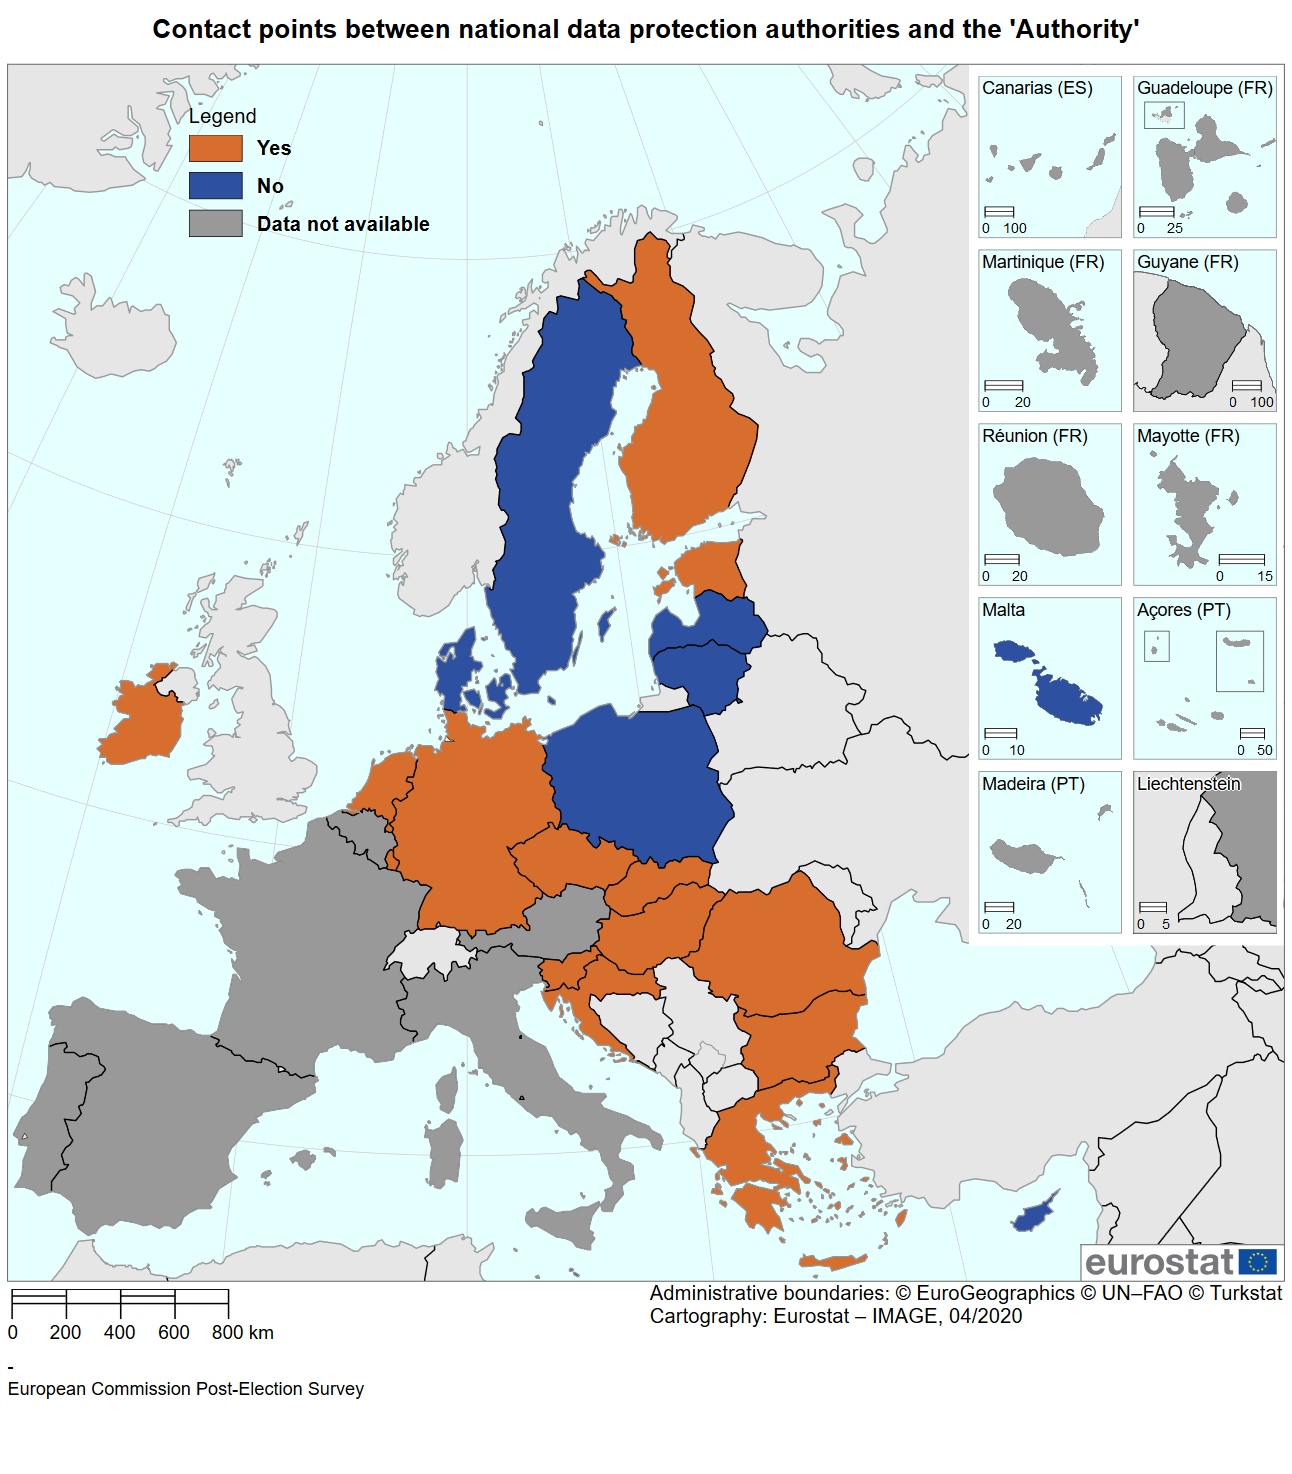 Contact points between national data protection authorities and the 'Authority'
Legend
Yes
No
Data not available
Canarias (ES)
0 100
Guadeloupe (FR)
0 25
Martinique (FR)
0 20
Guyane (FR)
0 100
Réunion (FR)
0 20
Mayotte (FR)
0 15
Malta
0 10
Açores (PT)
0 50
Madeira (PT)
0 20
Liechtenstein
0 5
eurostat
Administrative boundaries: © EuroGeographics © UN–FAO © Turkstat
Cartography: Eurostat – IMAGE, 04/2020
0 200 400 600 800 km
-
European Commission Post-Election Survey